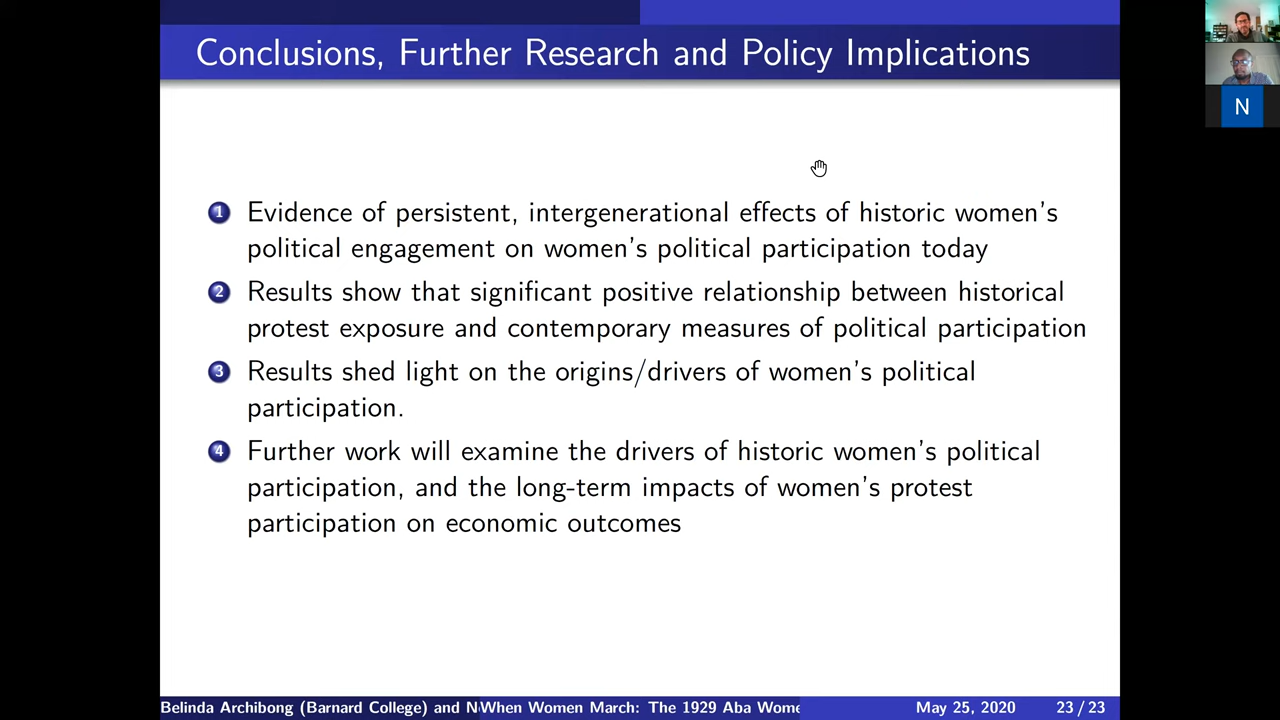 Conclusions, Further Research and Policy Implications
1 Evidence of persistent, intergenerational effects of historic women's
political engagement on women's political participation today
2 Results show that significant positive relationship between historical
protest exposure and contemporary measures of political participation
3 Results shed light on the origins/drivers of women's political
participation.
4 Further work will examine the drivers of historic women's political
participation, and the long-term impacts of women's protest
participation on economic outcomes
Belinda Archibong (Barnard College) and N When Women March: The 1929 Aba Wome May 25, 2020 23 / 23
N